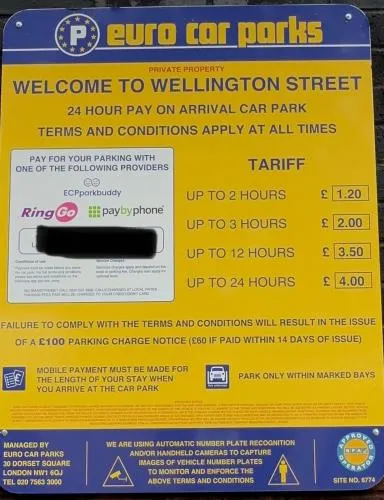 P euro car parks
PRIVATE PROPERTY
WELCOME TO WELLINGTON STREET
24 HOUR PAY ON ARRIVAL CAR PARK
TERMS AND CONDITIONS APPLY AT ALL TIMES
PAY FOR YOUR PARKING WITH
ONE OF THE FOLLOWING PROVIDERS
ECPparkbuddy
RingGo paybyphone
Conditions of use
TARIFF
UP TO 2 HOURS £ 1.20
UP TO 3 HOURS £ 2.00
UP TO 12 HOURS £ 3.50
UP TO 24 HOURS £ 4.00
FAILURE TO COMPLY WITH THE TERMS AND CONDITIONS WILL RESULT IN THE ISSUE
OF A £100 PARKING CHARGE NOTICE (£60 IF PAID WITHIN 14 DAYS OF ISSUE)
MOBILE PAYMENT MUST BE MADE FOR
THE LENGTH OF YOUR STAY WHEN
YOU ARRIVE AT THE CAR PARK
PARK ONLY WITHIN MARKED BAYS
MANAGED BY
EURO CAR PARKS
30 DORSET SQUARE
LONDON NW1 6QJ
TEL 020 7563 3000
WE ARE USING AUTOMATIC NUMBER PLATE RECOGNITION
AND/OR HANDHELD CAMERAS TO CAPTURE
IMAGES OF VEHICLE NUMBER PLATES
TO MONITOR AND ENFORCE THE
ABOVE TERMS AND CONDITIONS
APPROVED
BPA
OPERATOR
SITE NO. 6774